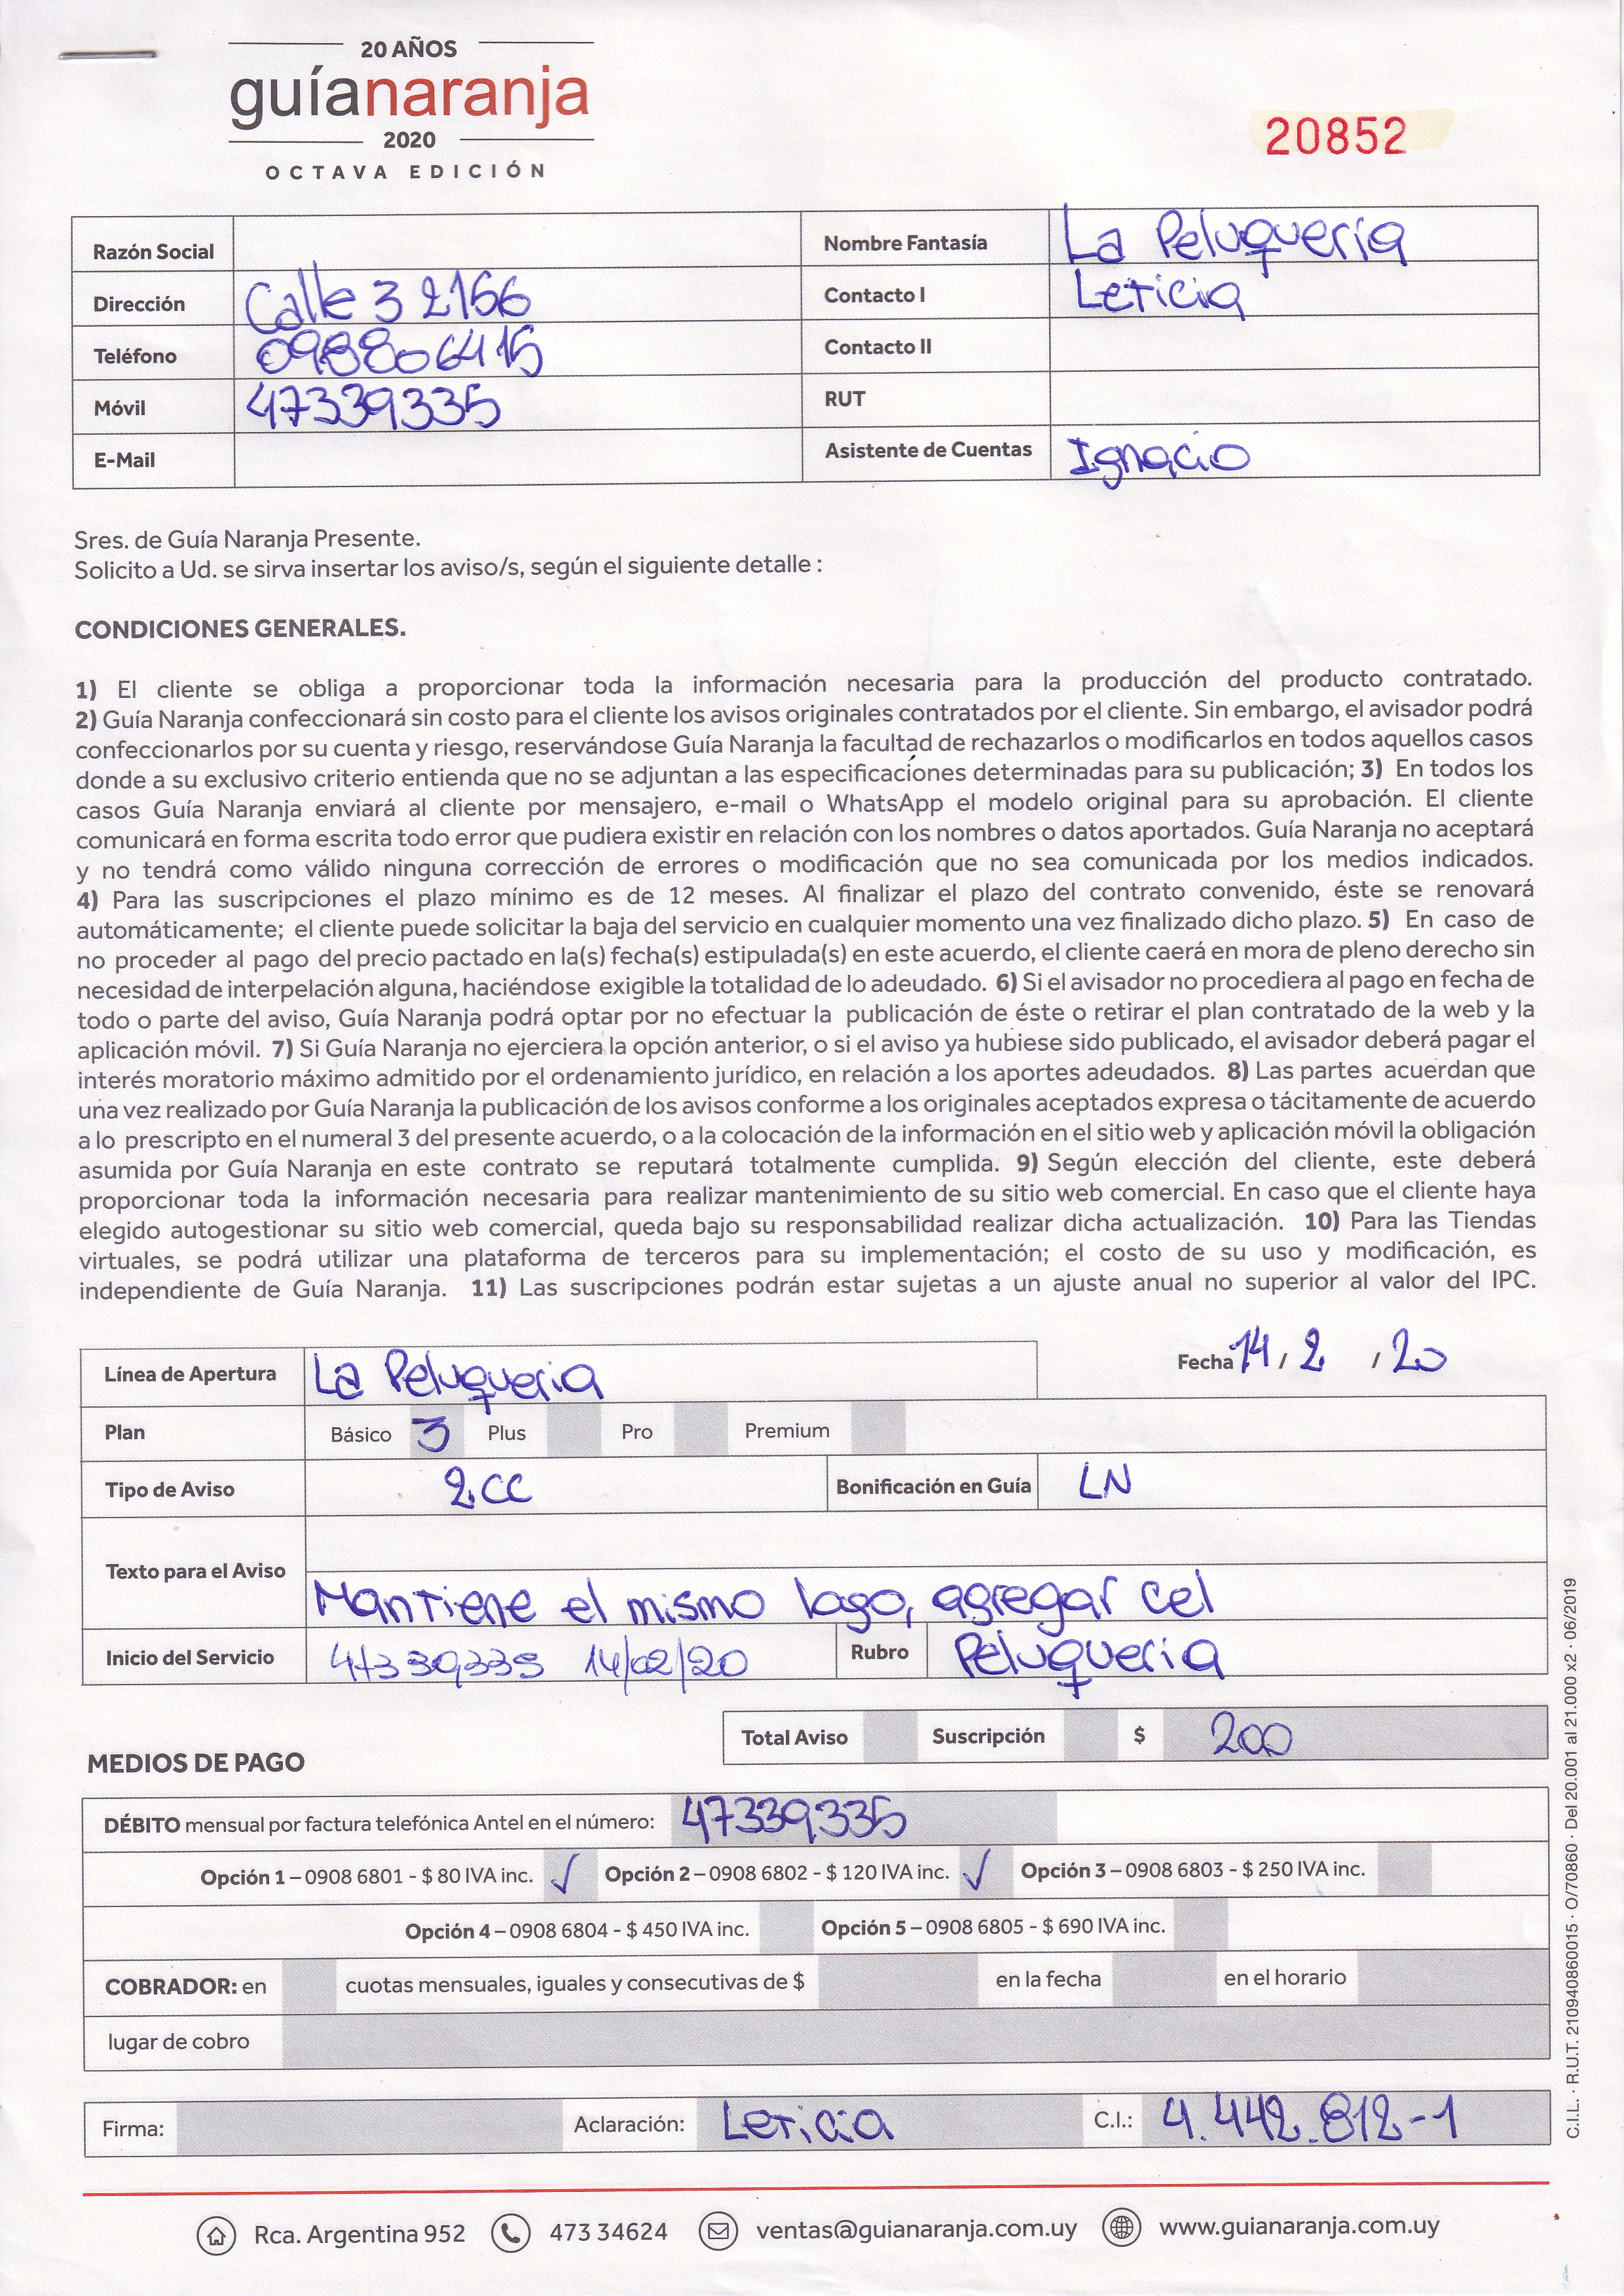 20 AÑOS
guíanaranja
2020
OCTAVA EDICIÓN
20852
Razón Social
Nombre Fantasía La Peluqueria
Dirección Calle 3 2156
Contacto I Leticia
Teléfono 098806415
Contacto II
Móvil 47339335
RUT
E-Mail
Asistente de Cuentas Ignacio
Sres. de Guía Naranja Presente.
Solicito a Ud. se sirva insertar los aviso/s, según el siguiente detalle :
CONDICIONES GENERALES.
1) El cliente se obliga a proporcionar toda la información necesaria para la producción del producto contratado.
2) Guía Naranja confeccionará sin costo para el cliente los avisos originales contratados por el cliente. Sin embargo, el avisador podrá
confeccionarlos por su cuenta y riesgo, reservándose Guía Naranja la facultad de rechazarlos o modificarlos en todos aquellos casos
donde a su exclusivo criterio entienda que no se adjuntan a las especificaciones determinadas para su publicación; 3) En todos los
casos Guía Naranja enviará al cliente por mensajero, e-mail o WhatsApp el modelo original para su aprobación. El cliente
comunicará en forma escrita todo error que pudiera existir en relación con los nombres o datos aportados. Guía Naranja no aceptará
y no tendrá como válido ninguna corrección de errores o modificación que no sea comunicada por los medios indicados.
4) Para las suscripciones el plazo mínimo es de 12 meses. Al finalizar el plazo del contrato convenido, éste se renovará
automáticamente; el cliente puede solicitar la baja del servicio en cualquier momento una vez finalizado dicho plazo. 5) En caso de
no proceder al pago del precio pactado en la(s) fecha(s) estipulada(s) en este acuerdo, el cliente caerá en mora de pleno derecho sin
necesidad de interpelación alguna, haciéndose exigible la totalidad de lo adeudado. 6) Si el avisador no procediera al pago en fecha de
todo o parte del aviso, Guía Naranja podrá optar por no efectuar la publicación de éste o retirar el plan contratado de la web y la
aplicación móvil. 7) Si Guía Naranja no ejerciera la opción anterior, o si el aviso ya hubiese sido publicado, el avisador deberá pagar el
interés moratorio máximo admitido por el ordenamiento jurídico, en relación a los aportes adeudados. 8) Las partes acuerdan que
una vez realizado por Guía Naranja la publicación de los avisos conforme a los originales aceptados expresa o tácitamente de acuerdo
a lo prescripto en el numeral 3 del presente acuerdo, o a la colocación de la información en el sitio web y aplicación móvil la obligación
asumida por Guía Naranja en este contrato se reputará totalmente cumplida. 9) Según elección del cliente, este deberá
proporcionar toda la información necesaria para realizar mantenimiento de su sitio web comercial. En caso que el cliente haya
elegido autogestionar su sitio web comercial, queda bajo su responsabilidad realizar dicha actualización. 10) Para las Tiendas
virtuales, se podrá utilizar una plataforma de terceros para su implementación; el costo de su uso y modificación, es
independiente de Guía Naranja. 11) Las suscripciones podrán estar sujetas a un ajuste anual no superior al valor del IPC.
Línea de Apertura La Peluqueria
Fecha 14 / 2 / 20
Plan Básico 3 Plus Pro Premium
Tipo de Aviso 2CC Bonificación en Guía LN
Texto para el Aviso
Mantiene el mismo logo, agregar cel
Inicio del Servicio 47339335 14/02/20 Rubro Peluqueria
Total Aviso Suscripción $ 200
MEDIOS DE PAGO
DÉBITO mensual por factura telefónica Antel en el número: 47339335
Opción 1 – 0908 6801 - $ 80 IVA inc. ✓ Opción 2 – 0908 6802 - $ 120 IVA inc. ✓ Opción 3 – 0908 6803 - $ 250 IVA inc.
Opción 4 – 0908 6804 - $ 450 IVA inc. Opción 5 – 0908 6805 - $ 690 IVA inc.
COBRADOR: en cuotas mensuales, iguales y consecutivas de $ en la fecha en el horario
lugar de cobro
Firma: Aclaración: Leticia C.I.: 4.442.812-1
Rca. Argentina 952 473 34624 ventas@guianaranja.com.uy www.guianaranja.com.uy
C.I.L. · R.U.T. 210940860015 · O/70860 · Del 20.001 al 21.000 x2 · 06/2019